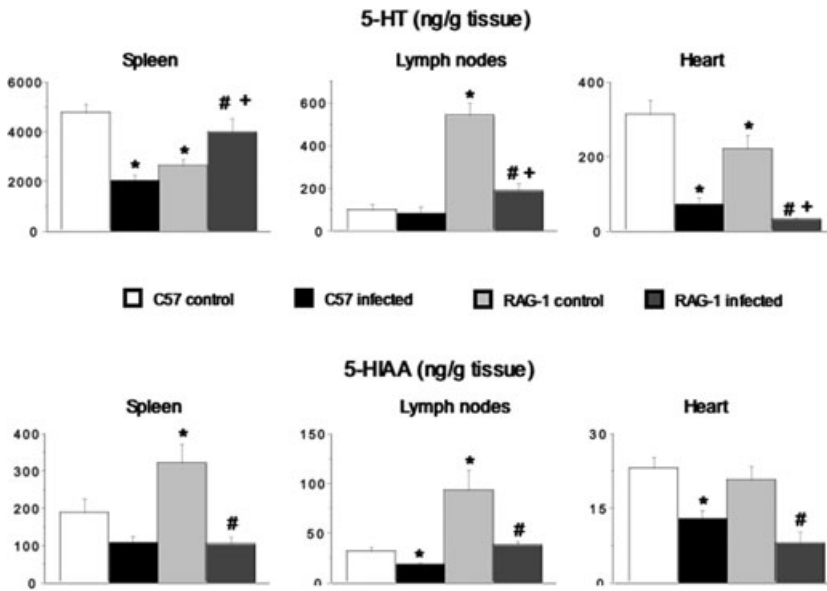 5-HT (ng/g tissue)
Spleen Lymph nodes Heart
6000 600 400
4000 400
# + * * * * # + 200 * * # +
2000 200
0 0 0
C57 control C57 infected RAG-1 control RAG-1 infected
5-HIAA (ng/g tissue)
Spleen Lymph nodes Heart
400 150 30
300 * 100 * 
200 # 15 * #
100 50 * #
0 0 0